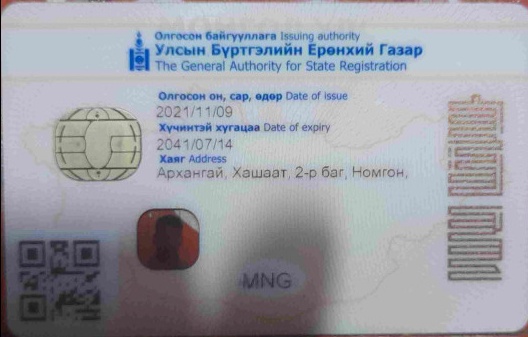 Олгосон байгууллага Issuing authority
Улсын Бүртгэлийн Ерөнхий Газар
The General Authority for State Registration
Олгосон он, сар, өдөр Date of issue
2021/11/09
Хүчинтэй хугацаа Date of expiry
2041/07/14
Хаяг Address
Архангай, Хашаат, 2-р баг, Номгон,
MNG